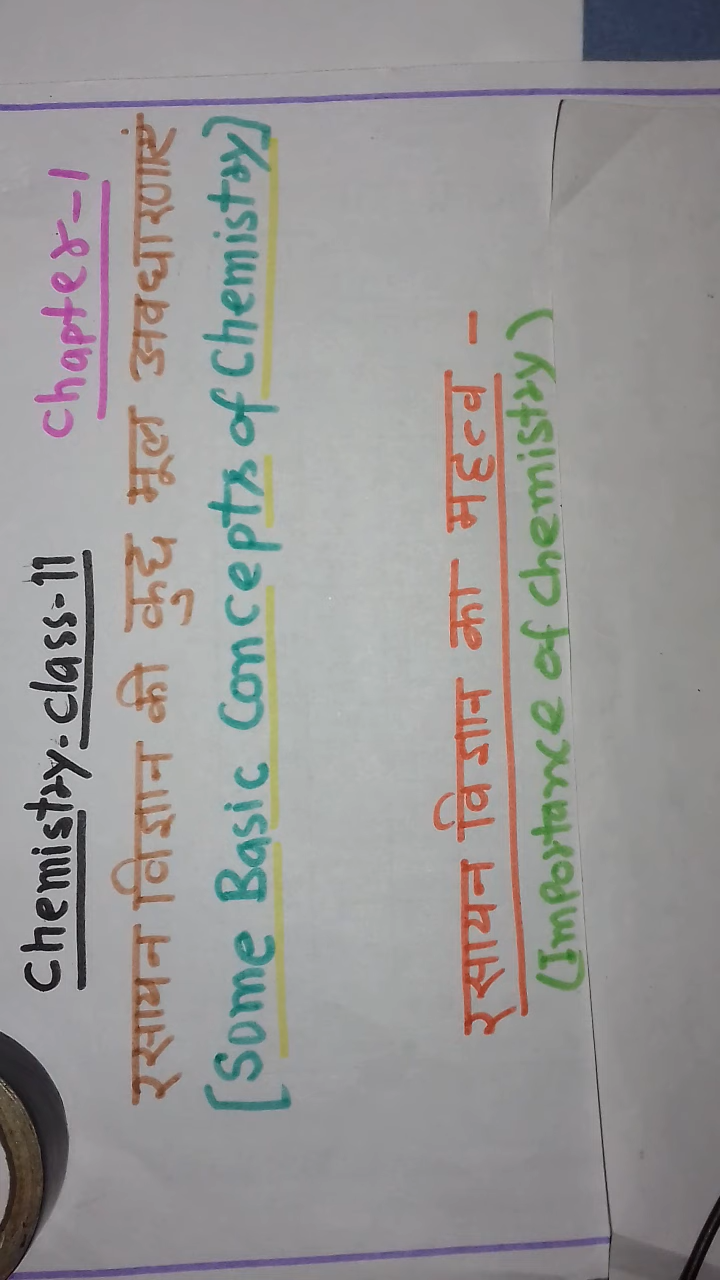 Chemistry-class-11 Chapter-1
रसायन विज्ञान की कुछ मूल अवधारणाएं
[Some Basic Concepts of Chemistry]
रसायन विज्ञान का महत्व -
(Importance of chemistry)